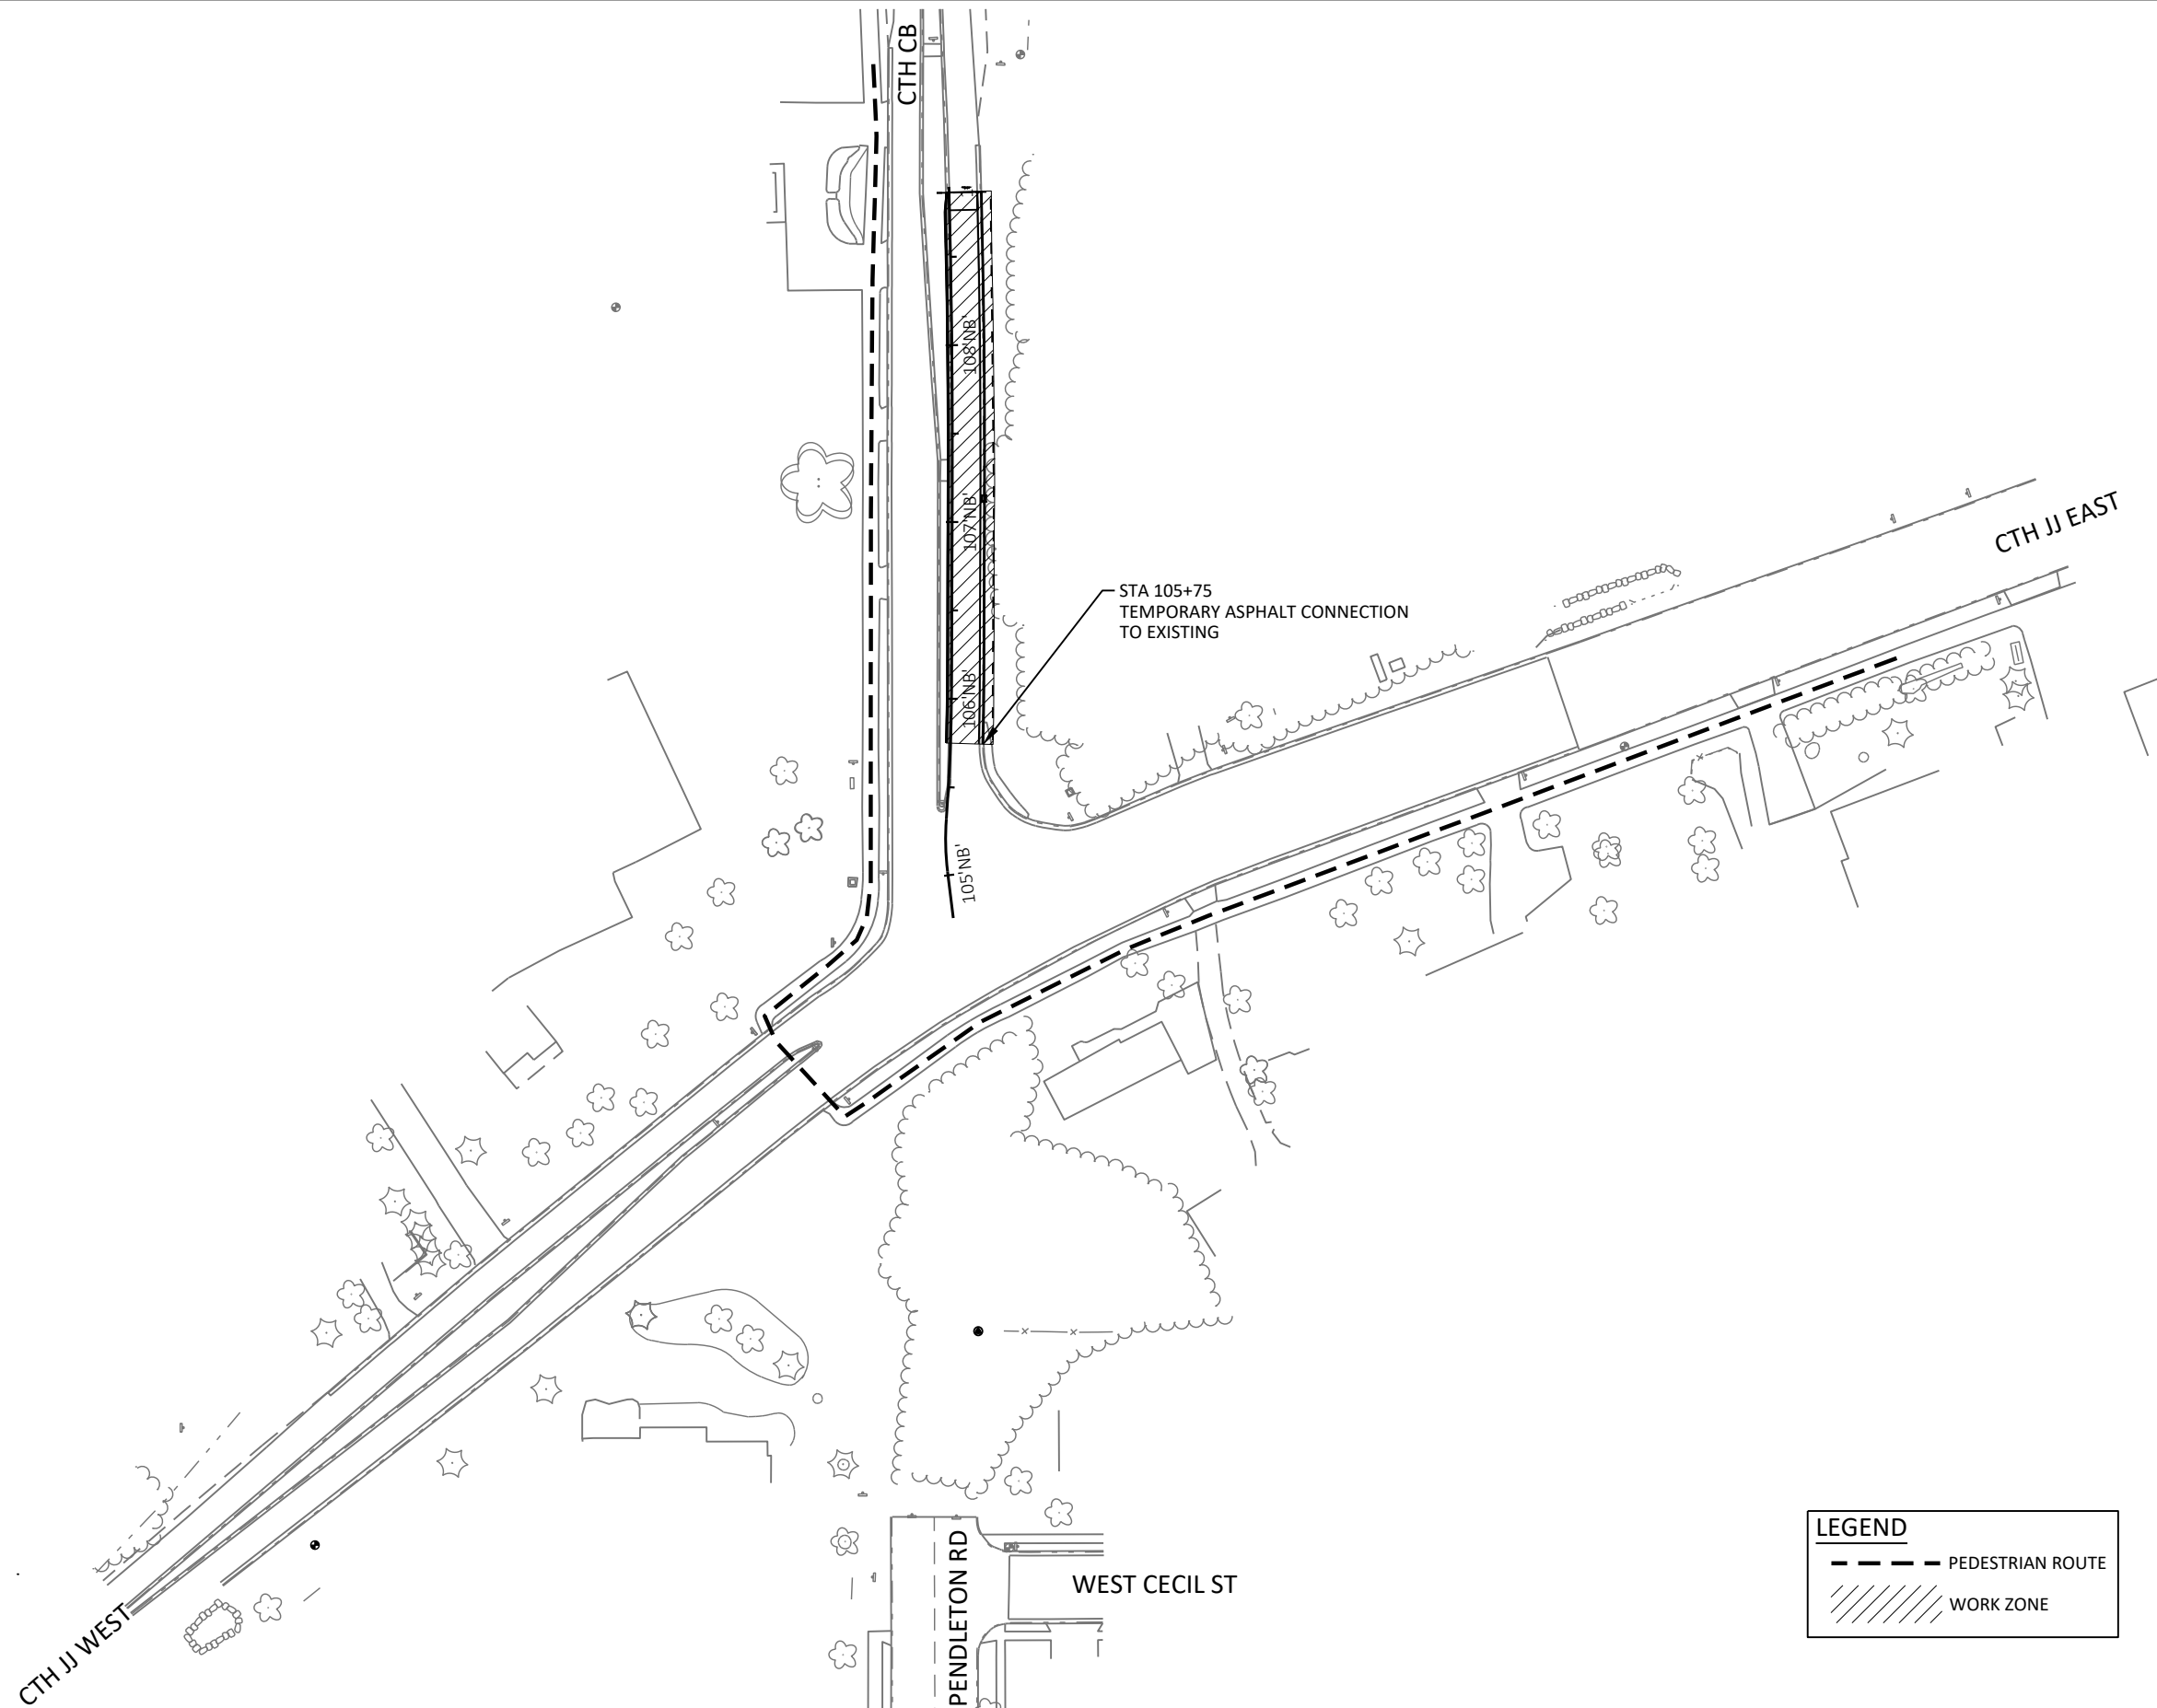 CTH CB
108'NB'
107'NB'
106'NB'
105'NB'
STA 105+75
TEMPORARY ASPHALT CONNECTION
TO EXISTING
CTH JJ EAST
CTH JJ WEST
PENDLETON RD
WEST CECIL ST
LEGEND
PEDESTRIAN ROUTE
WORK ZONE